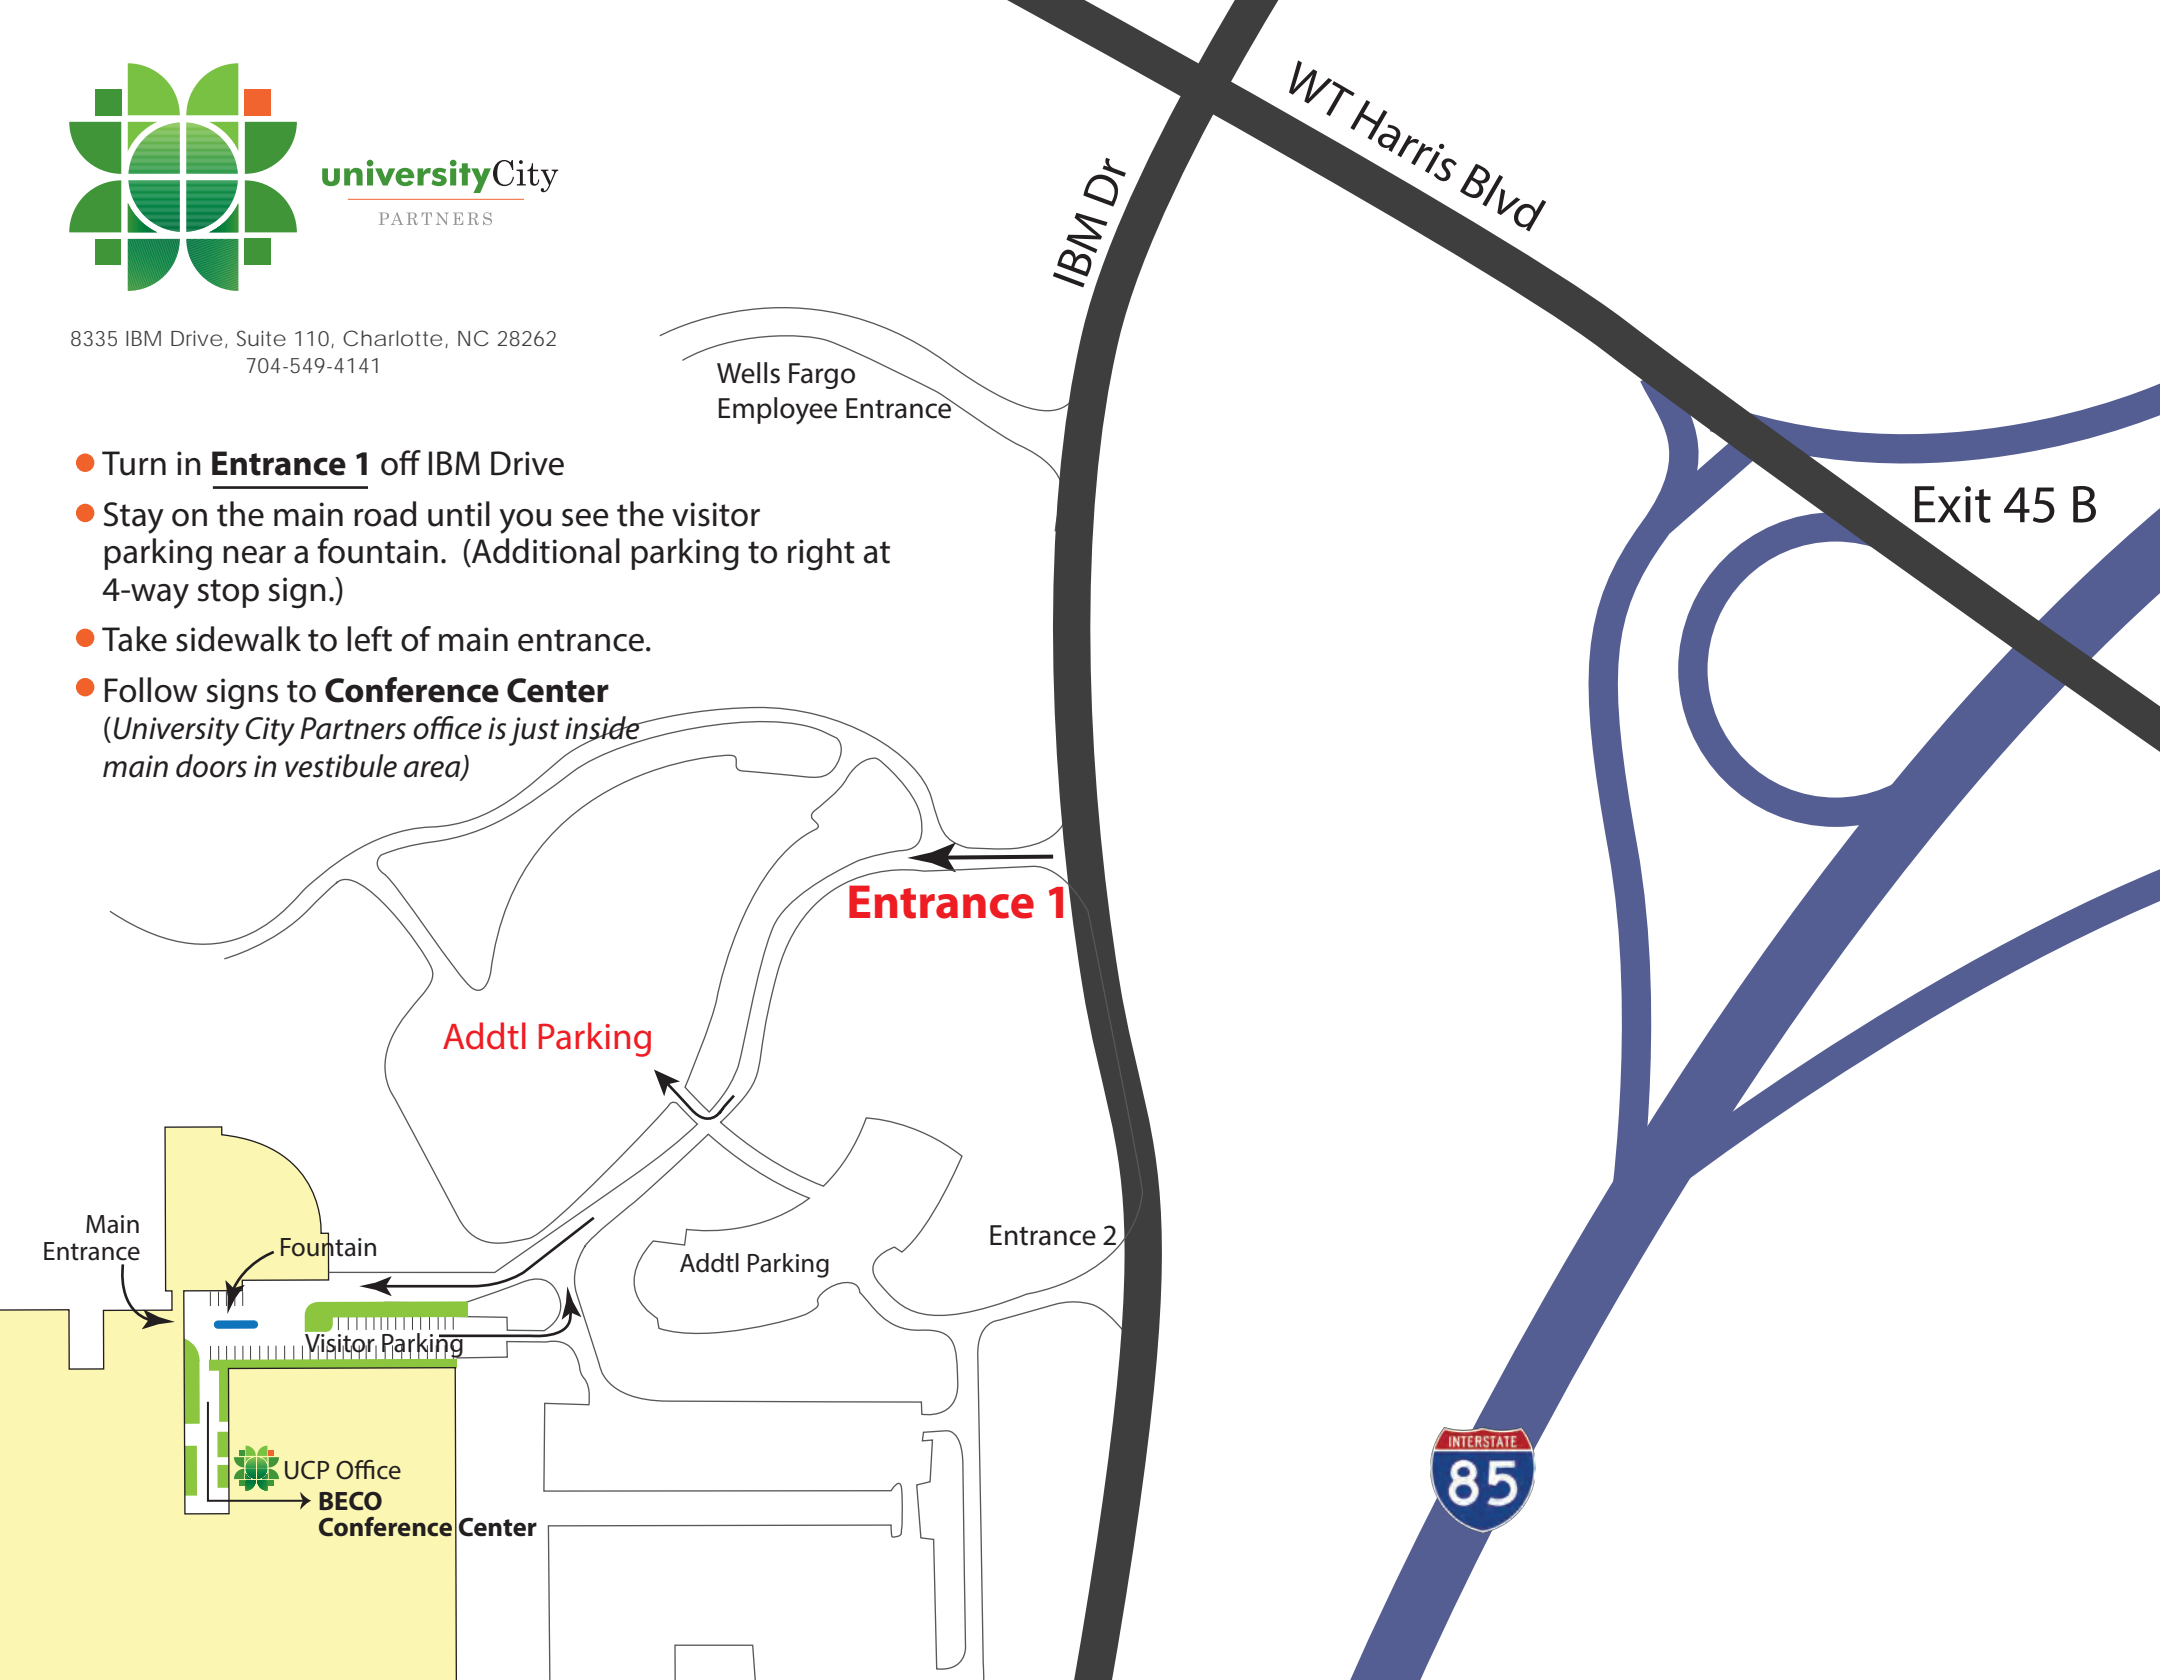 universityCity
PARTNERS
8335 IBM Drive, Suite 110, Charlotte, NC 28262
704-549-4141
● Turn in Entrance 1 off IBM Drive
● Stay on the main road until you see the visitor
parking near a fountain.  (Additional parking to right at
4-way stop sign.)
● Take sidewalk to left of main entrance.
● Follow signs to Conference Center
(University City Partners office is just inside
main doors in vestibule area)
WT Harris Blvd
IBM Dr
Wells Fargo
Employee Entrance
Exit 45 B
Entrance 1
Addtl Parking
Main
Entrance
Fountain
Entrance 2
Addtl Parking
Visitor Parking
UCP Office
BECO
Conference Center
INTERSTATE
85